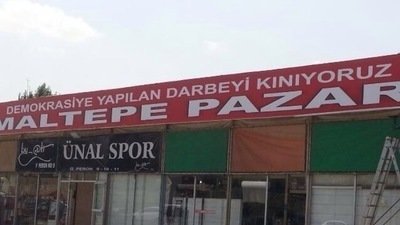 DEMOKRASİYE YAPILAN DARBEYİ KINIYORUZ
MALTEPE PAZAR
ÜNAL SPOR